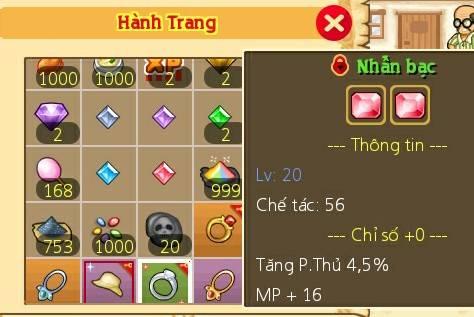 Hành Trang
1000
1000
XP
2
2
2
2
168
999
753
1000
20
Nhẫn bạc
--- Thông tin ---
Lv: 20
Chế tác: 56
--- Chỉ số +0 ---
Tăng P.Thủ 4,5%
MP + 16